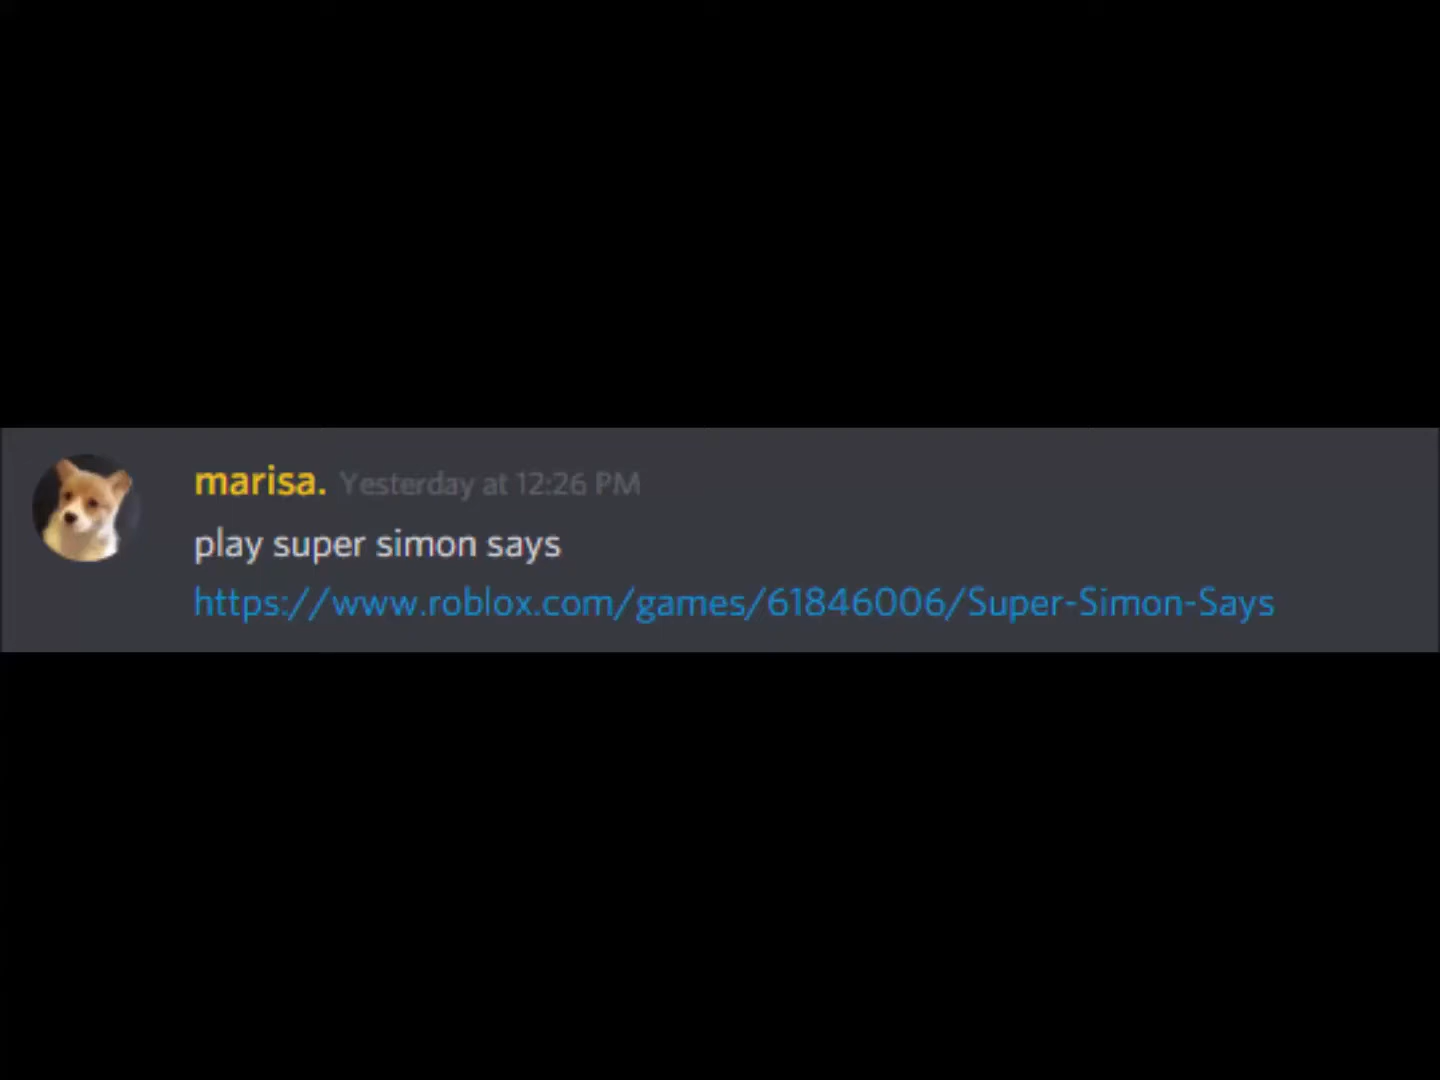 marisa. Yesterday at 12:26 PM
play super simon says
https://www.roblox.com/games/61846006/Super-Simon-Says